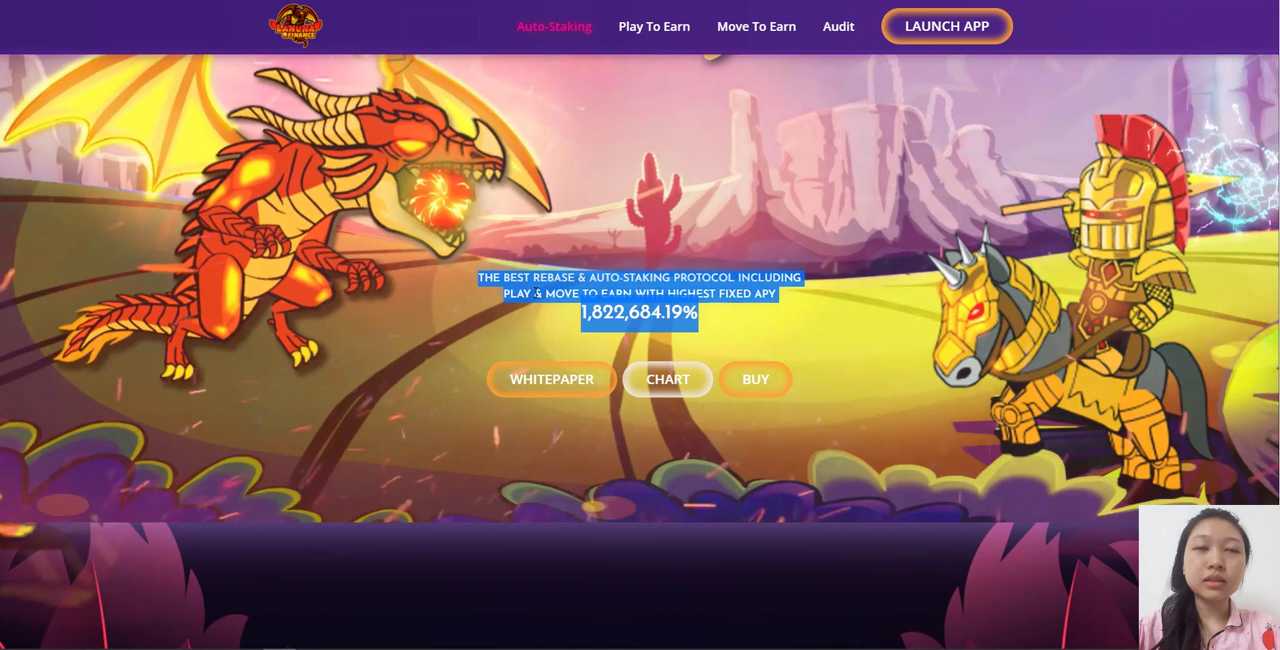 Auto-Staking Play To Earn Move To Earn Audit LAUNCH APP
FINANCE
THE BEST REBASE & AUTO-STAKING PROTOCOL INCLUDING
PLAY & MOVE TO EARN WITH HIGHEST FIXED APY
1,822,684.19%
WHITEPAPER CHART BUY